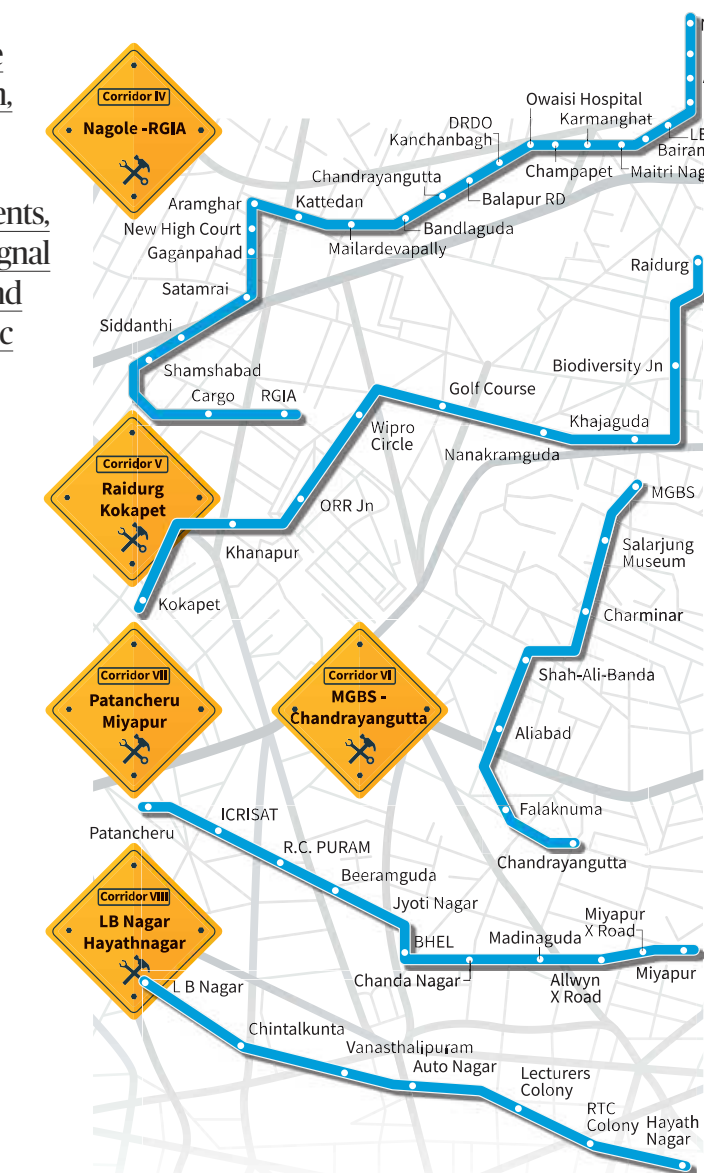 Corridor IV
Nagole -RGIA
ents,
Owaisi Hospital
Karmanghat
DRDO
Kanchanbagh
LB
Bairam
Champapet
Maitri Nag
Chandrayangutta
Balapur RD
Aramghar
Kattedan
Bandlaguda
New High Court
Mailardevapally
Gaganpahad
Satamrai
Siddanthi
Shamshabad
Cargo
RGIA
Raidurg
Biodiversity Jn
Golf Course
Khajaguda
Wipro
Circle
Nanakramguda
Corridor V
Raidurg
Kokapet
ORR Jn
Khanapur
Kokapet
MGBS
Salarjung
Museum
Charminar
Shah-Ali-Banda
Aliabad
Falaknuma
Chandrayangutta
Corridor VII
Patancheru
Miyapur
Corridor VI
MGBS -
Chandrayangutta
Patancheru
ICRISAT
R.C. PURAM
Beeramguda
Jyoti Nagar
BHEL
Chanda Nagar
Madinaguda
Allwyn
X Road
Miyapur
X Road
Miyapur
Corridor VIII
LB Nagar
Hayathnagar
L B Nagar
Chintalkunta
Vanasthalipuram
Auto Nagar
Lecturers
Colony
RTC
Colony
Hayath
Nagar